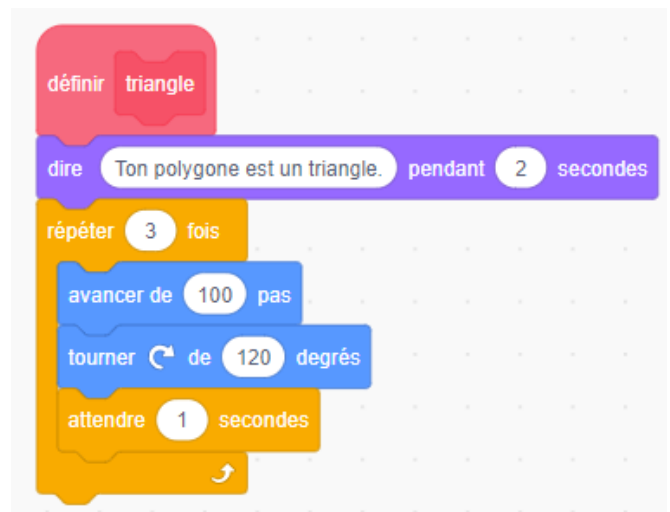 définir triangle
dire Ton polygone est un triangle. pendant 2 secondes
répéter 3 fois
avancer de 100 pas
tourner de 120 degrés
attendre 1 secondes